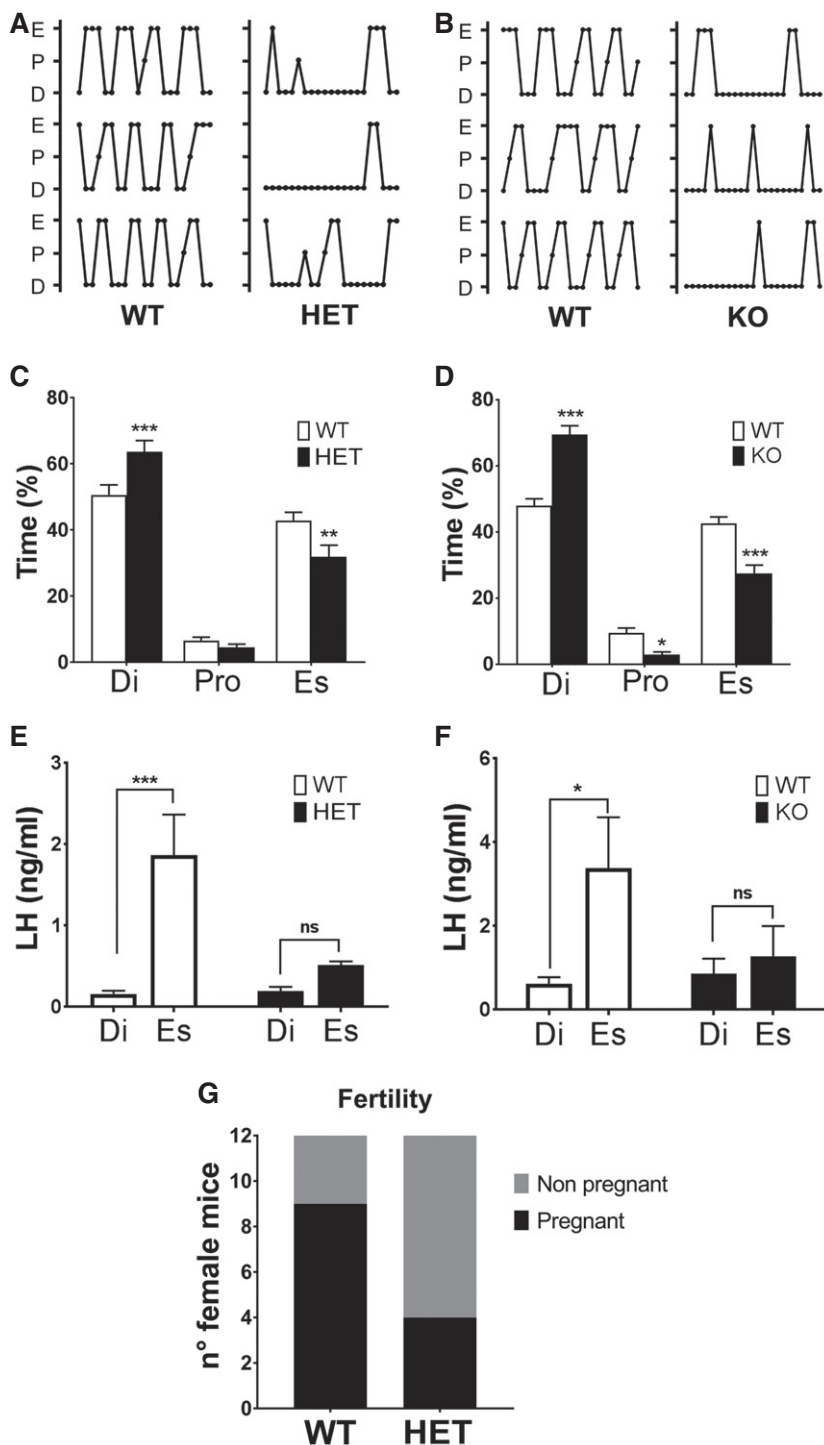 A
E
P
D
E
P
D
E
P
D
WT
HET
B
E
P
D
E
P
D
E
P
D
WT
KO
C
Time (%)
80
60
40
20
0
***
**
WT
HET
Di Pro Es
D
Time (%)
80
60
40
20
0
***
*
***
WT
KO
Di Pro Es
E
LH (ng/ml)
3
2
1
0
***
ns
WT
HET
Di Es Di Es
F
LH (ng/ml)
6
4
2
0
*
ns
WT
KO
Di Es Di Es
G
Fertility
n° female mice
12
10
8
6
4
2
0
WT HET
Non pregnant
Pregnant